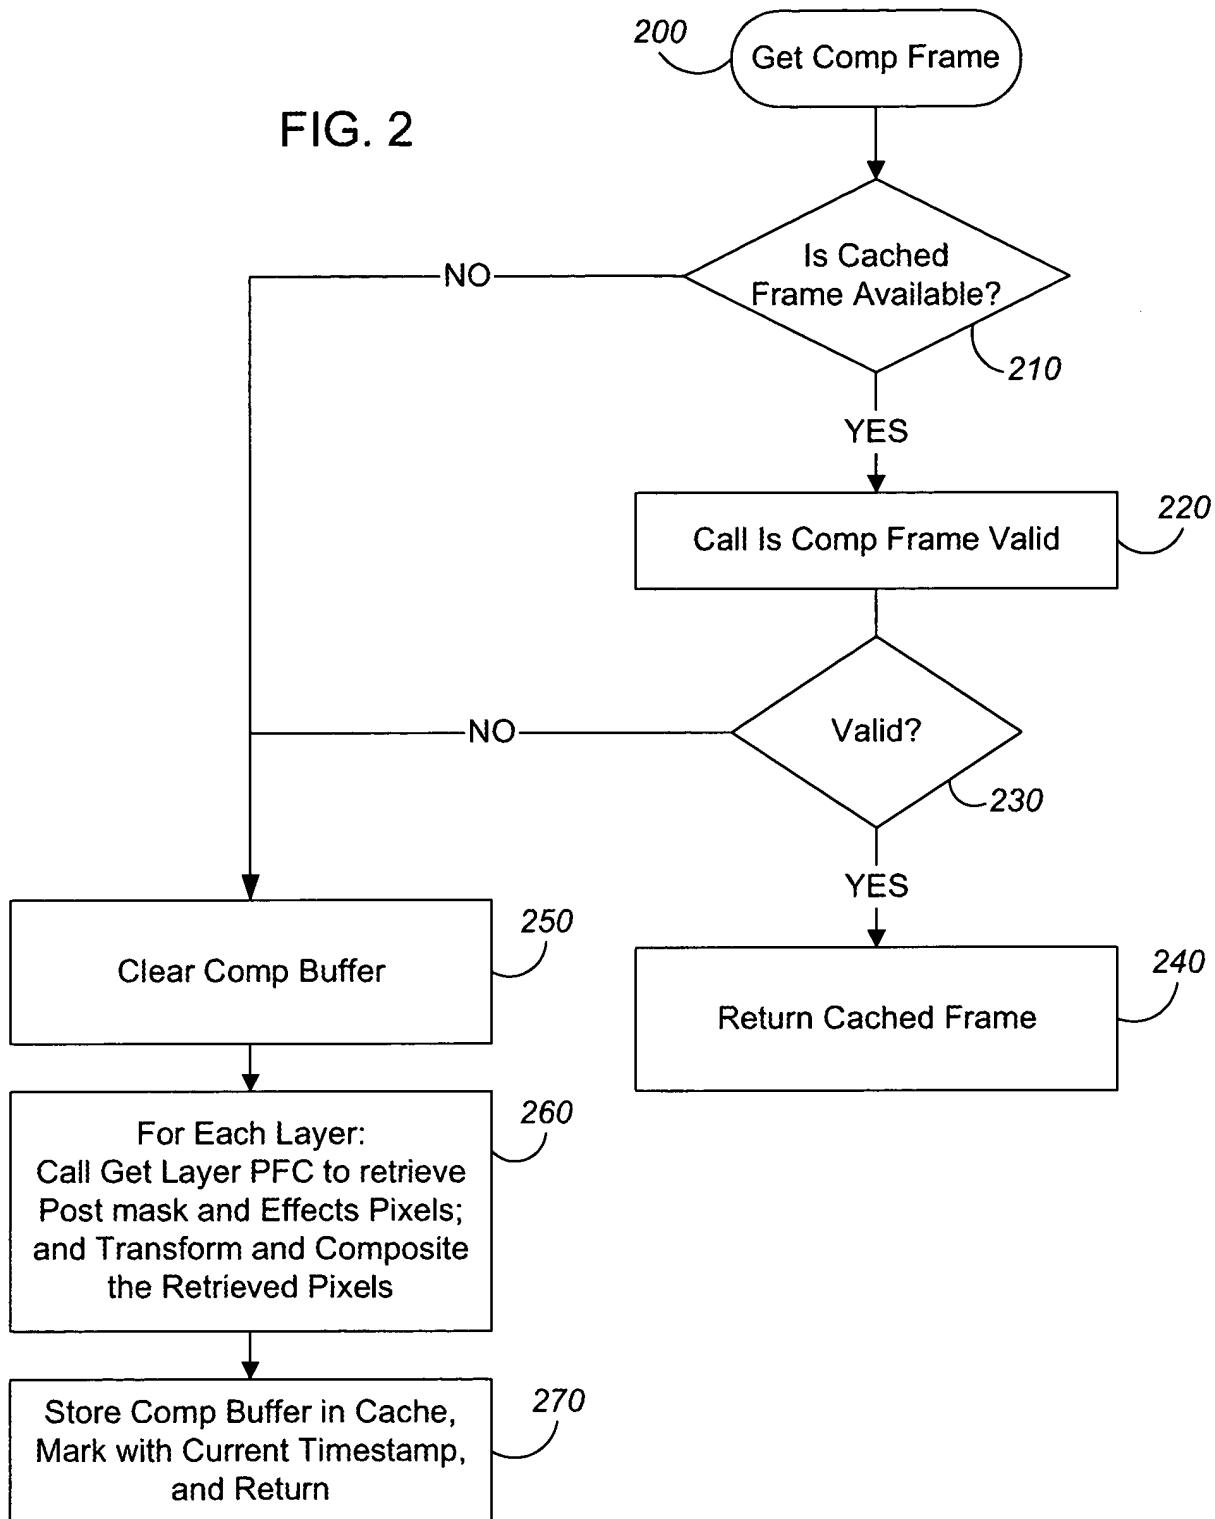 200
Get Comp Frame
FIG. 2
Is Cached
Frame Available?
NO
210
YES
220
Call Is Comp Frame Valid
Valid?
NO
230
YES
250
Clear Comp Buffer
240
Return Cached Frame
260
For Each Layer:
Call Get Layer PFC to retrieve
Post mask and Effects Pixels;
and Transform and Composite
the Retrieved Pixels
270
Store Comp Buffer in Cache,
Mark with Current Timestamp,
and Return